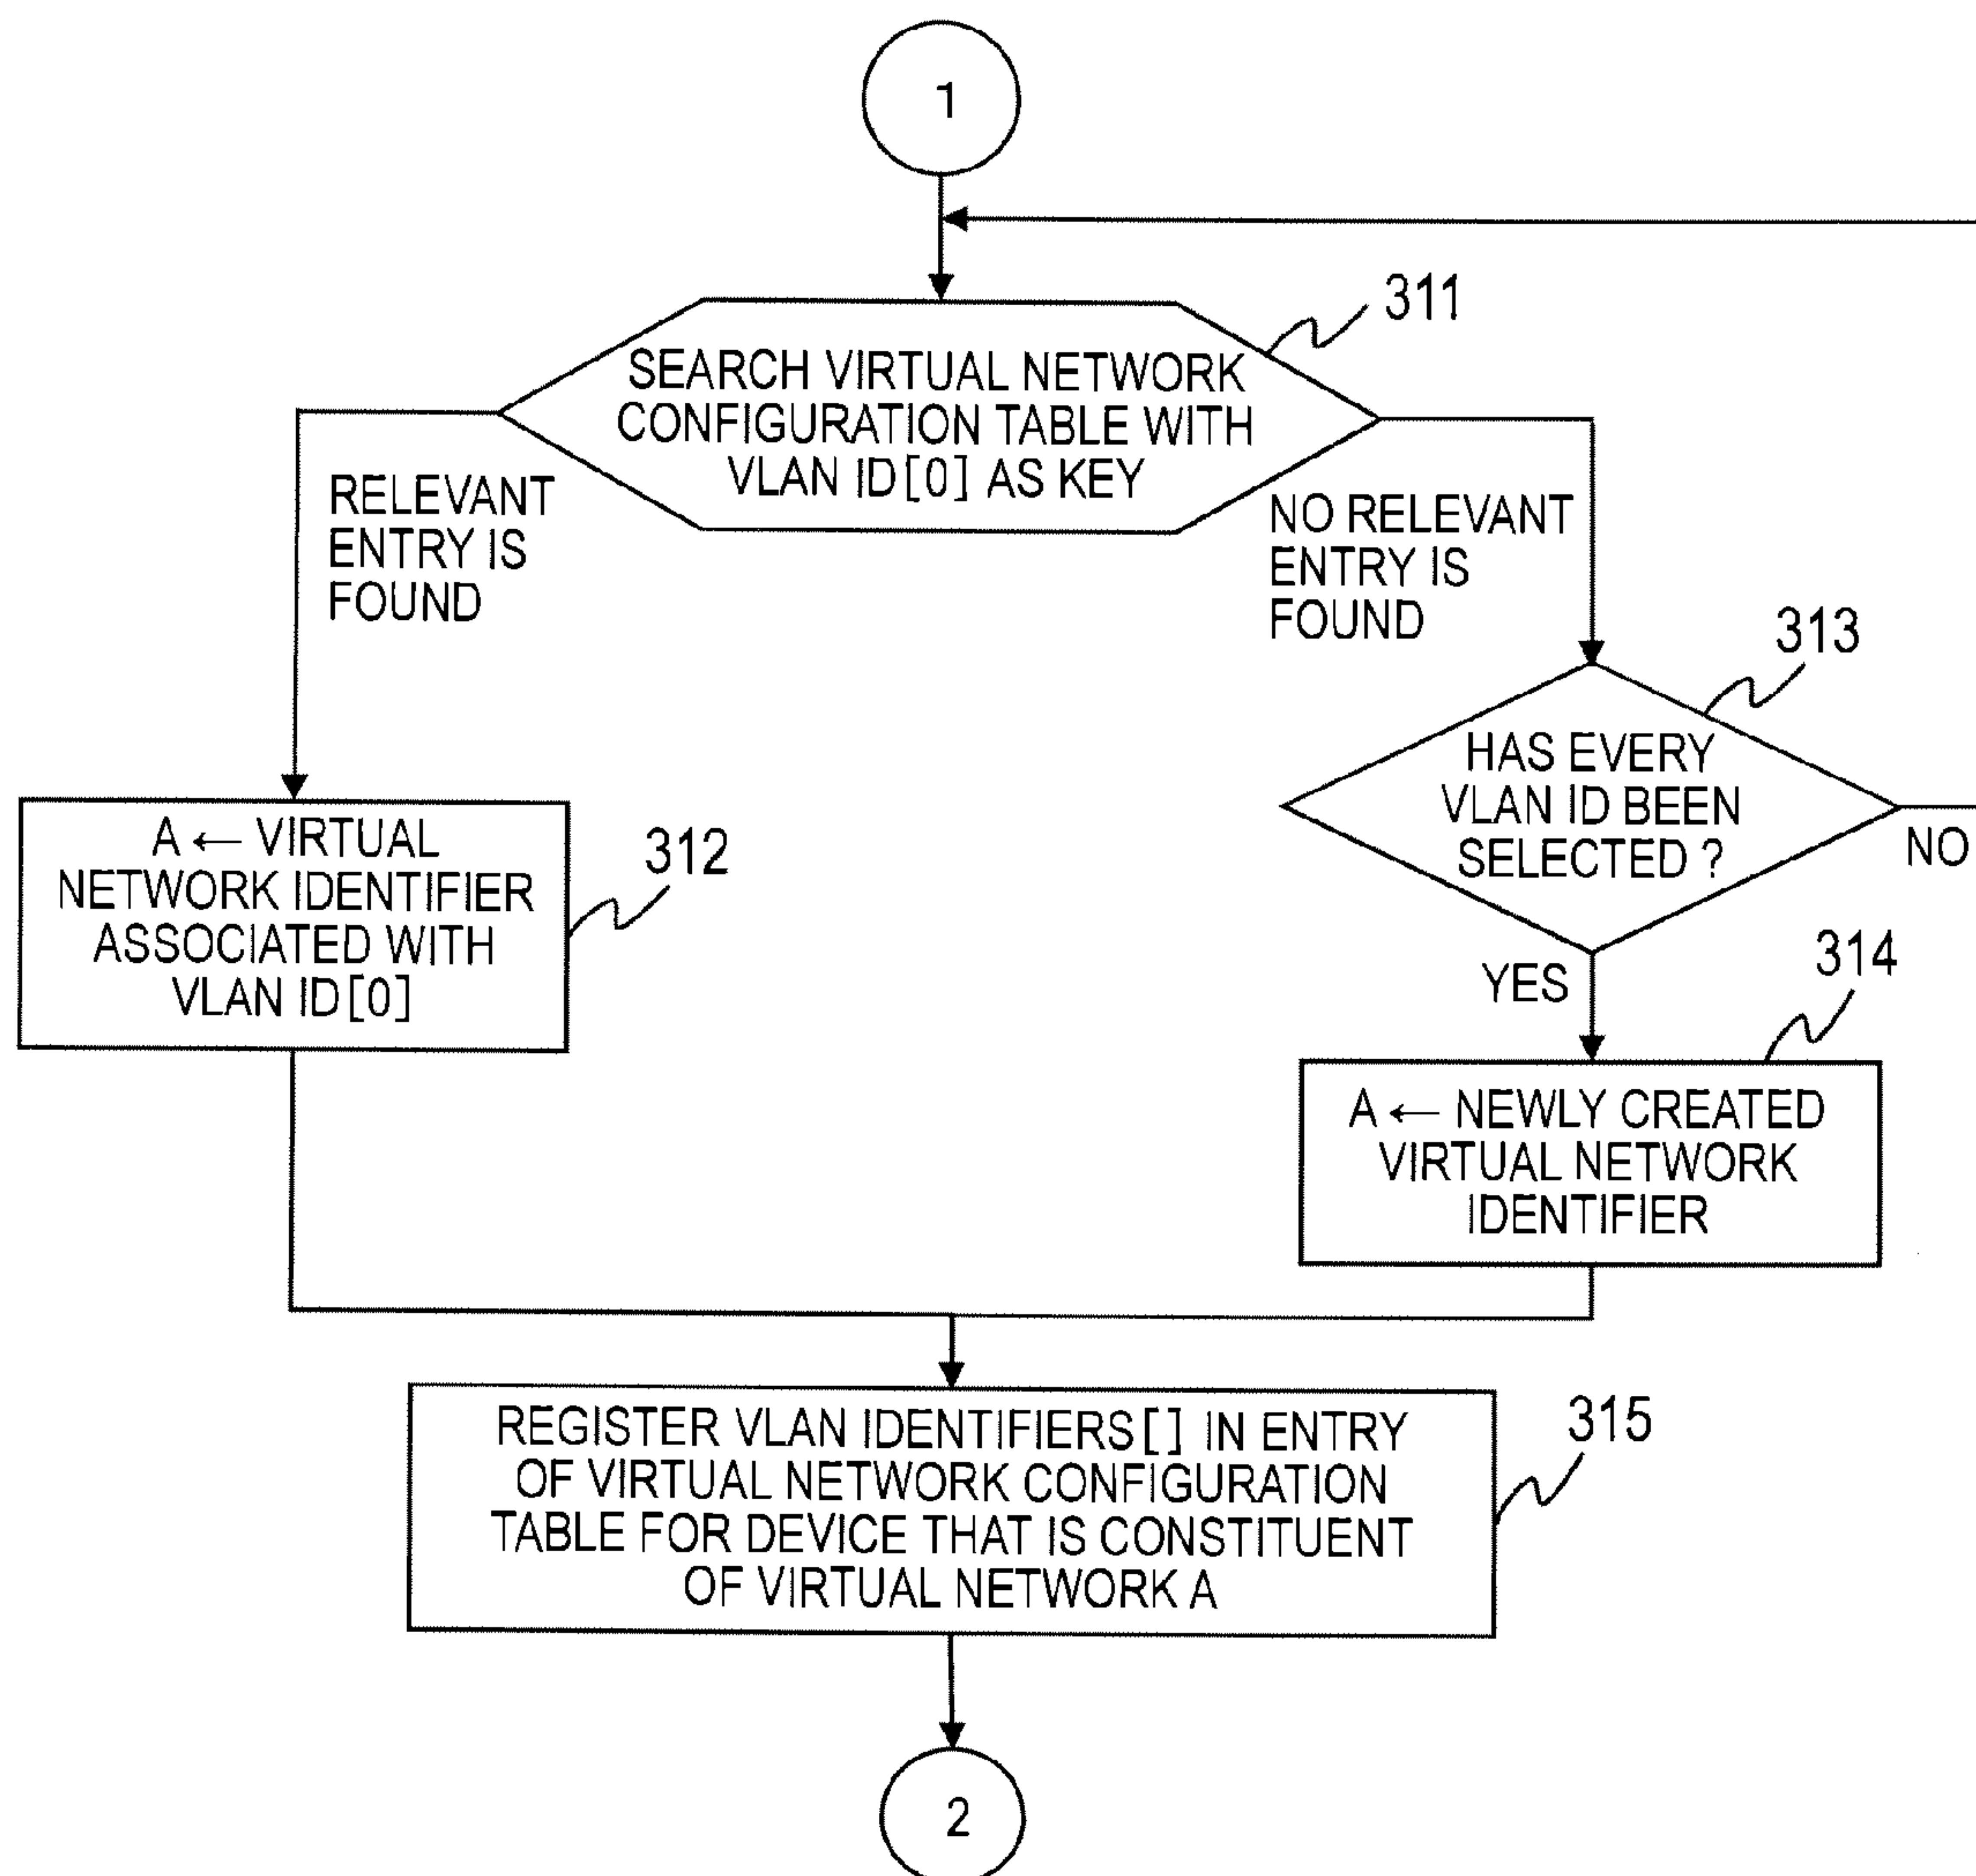 1
311
SEARCH VIRTUAL NETWORK
CONFIGURATION TABLE WITH
VLAN ID[0] AS KEY
RELEVANT
ENTRY IS
FOUND
NO RELEVANT
ENTRY IS
FOUND
313
HAS EVERY
VLAN ID BEEN
SELECTED ?
NO
A ← VIRTUAL
NETWORK IDENTIFIER
ASSOCIATED WITH
VLAN ID[0]
312
YES
314
A ← NEWLY CREATED
VIRTUAL NETWORK
IDENTIFIER
REGISTER VLAN IDENTIFIERS[] IN ENTRY
OF VIRTUAL NETWORK CONFIGURATION
TABLE FOR DEVICE THAT IS CONSTITUENT
OF VIRTUAL NETWORK A
315
2